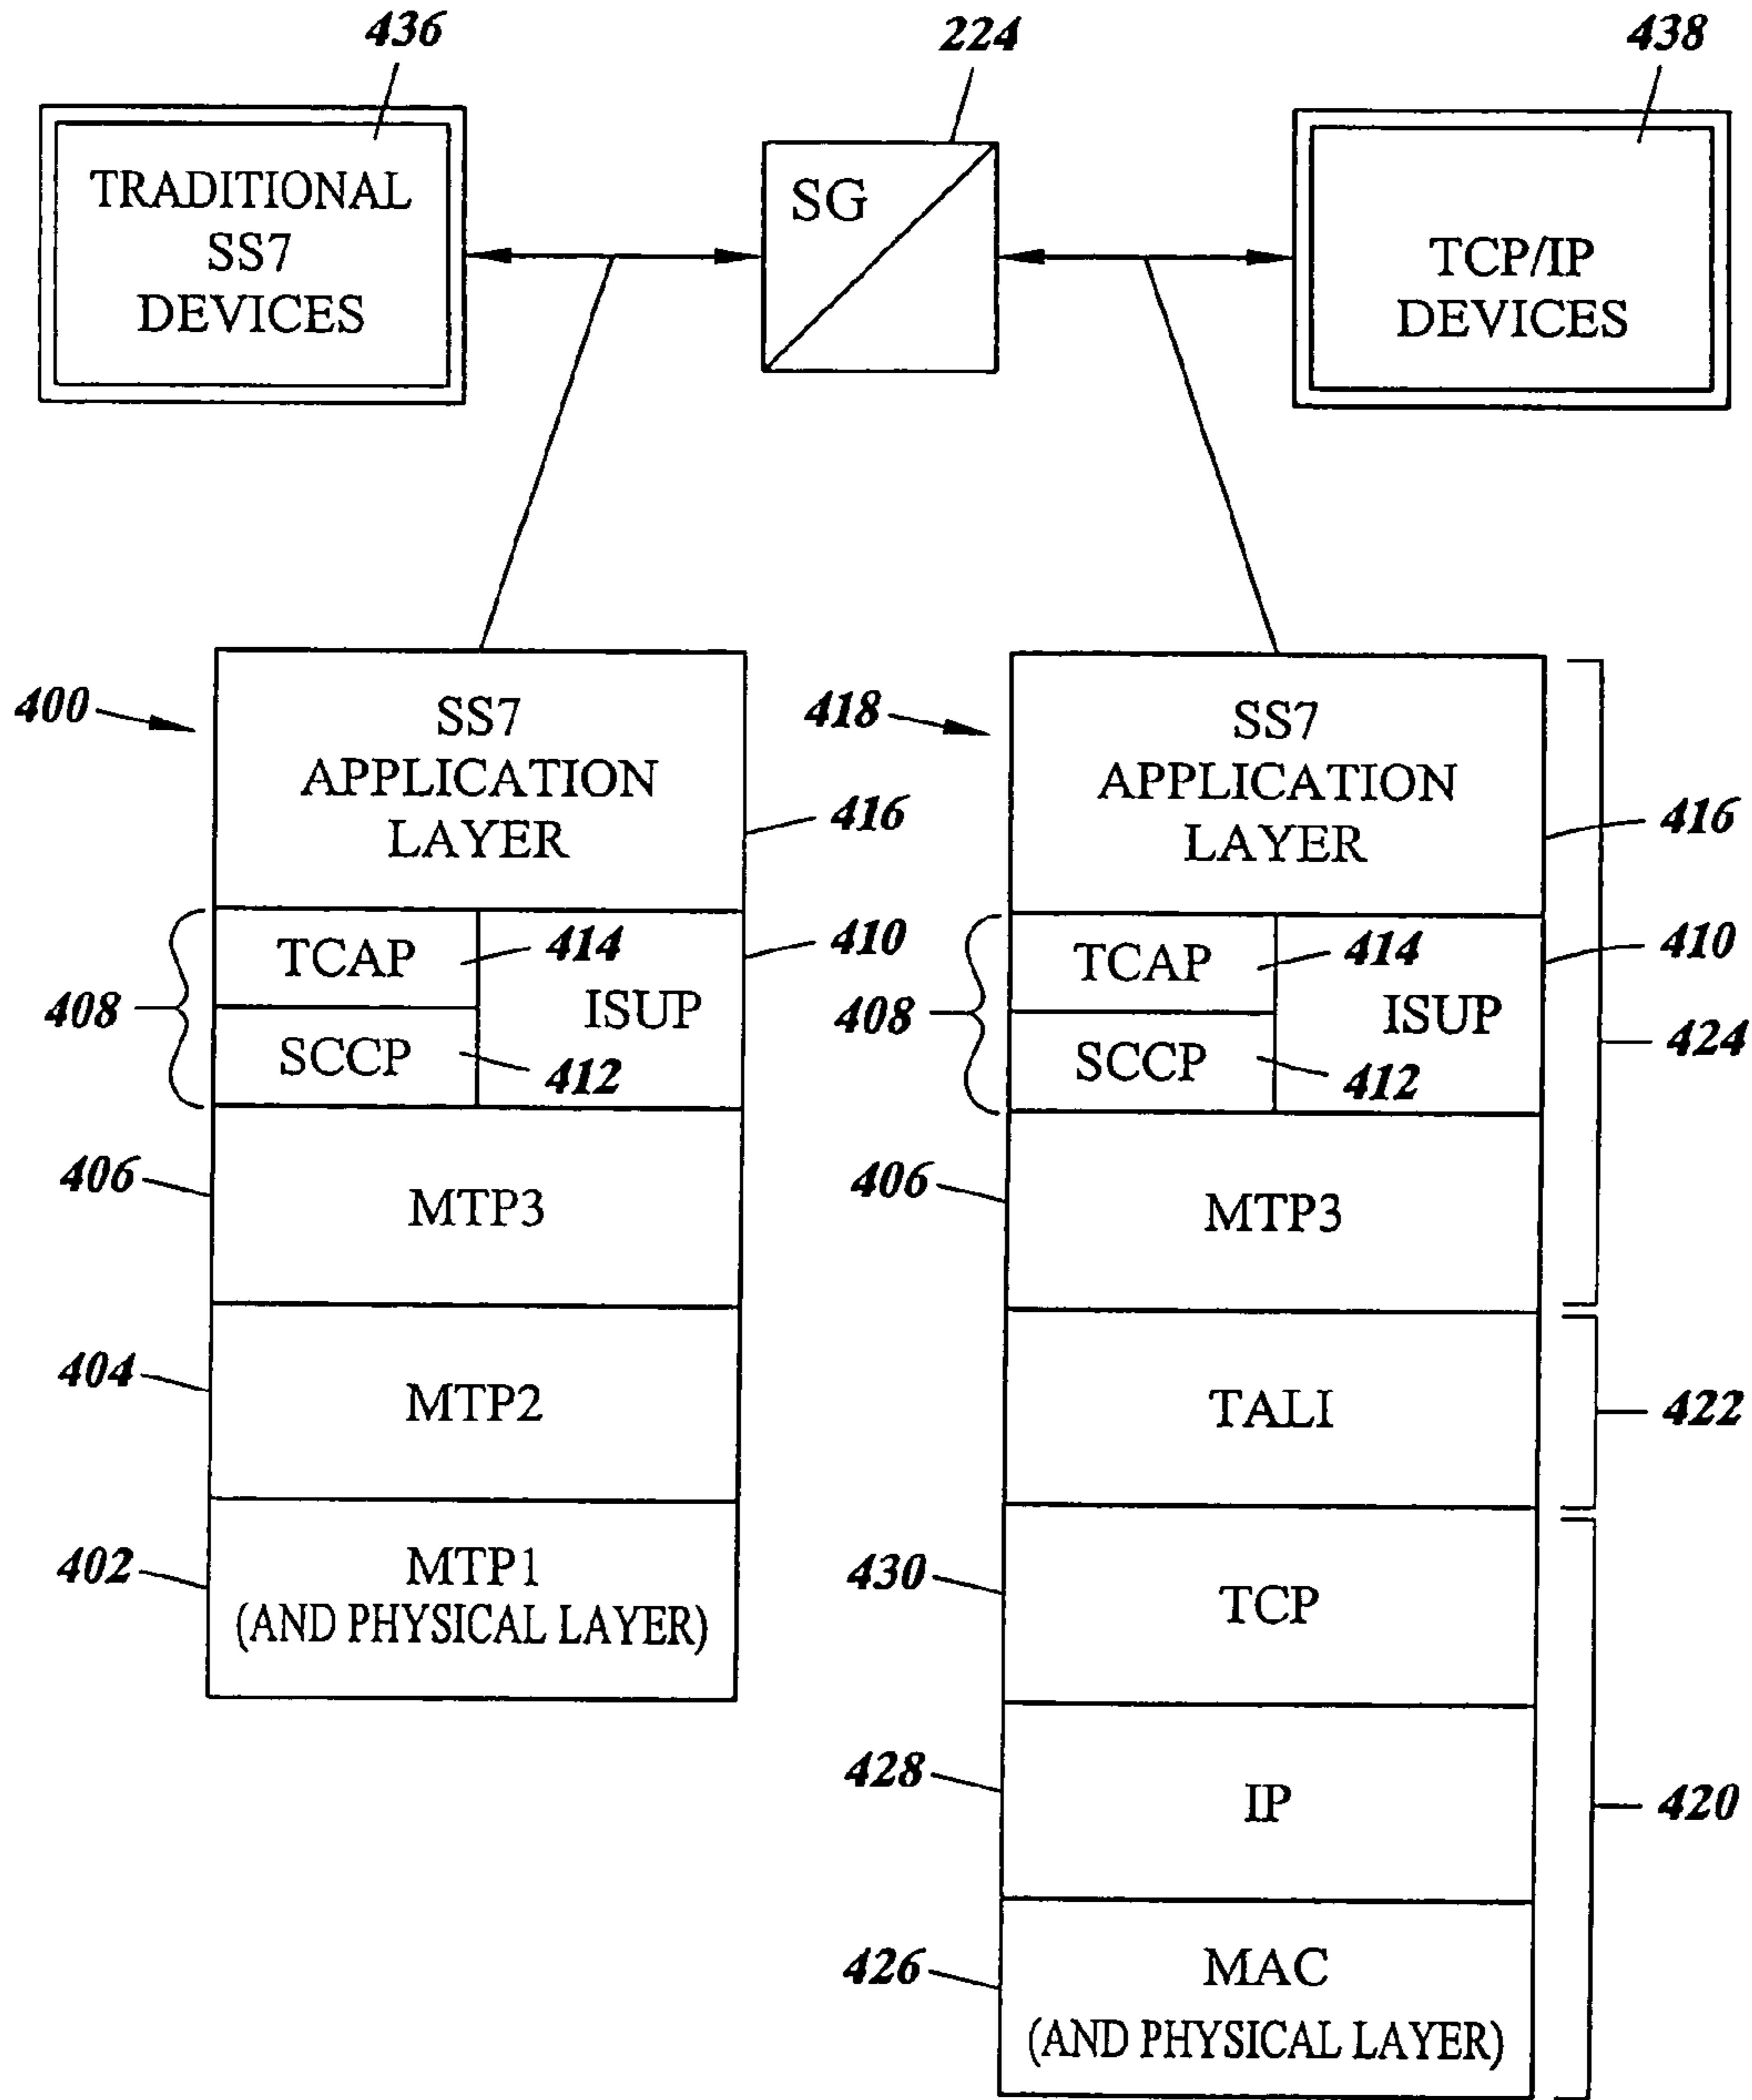 436
224
438
TRADITIONAL
SS7
DEVICES
SG
TCP/IP
DEVICES
400
SS7
APPLICATION
LAYER
416
408
TCAP
414
410
ISUP
SCCP
412
406
MTP3
404
MTP2
402
MTP1
(AND PHYSICAL LAYER)
418
SS7
APPLICATION
LAYER
416
408
TCAP
414
410
ISUP
SCCP
412
424
406
MTP3
TALI
422
430
TCP
428
IP
420
426
MAC
(AND PHYSICAL LAYER)